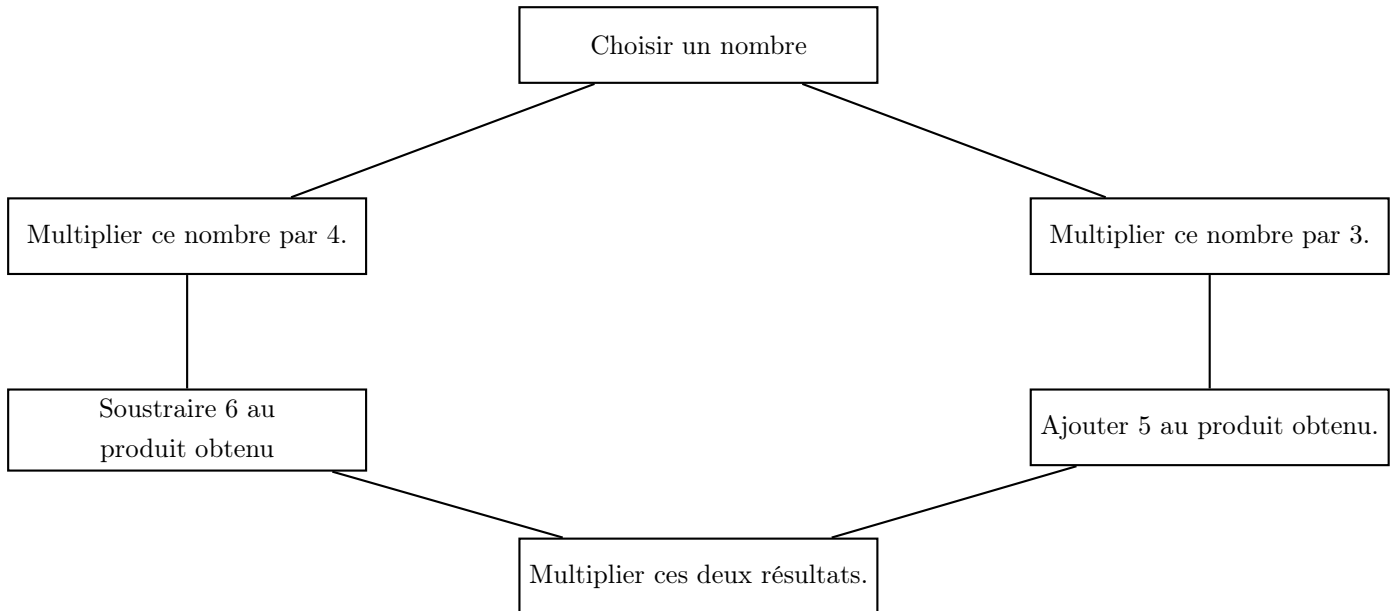 Choisir un nombre
Multiplier ce nombre par 4.
Multiplier ce nombre par 3.
Soustraire 6 au
produit obtenu
Ajouter 5 au produit obtenu.
Multiplier ces deux résultats.